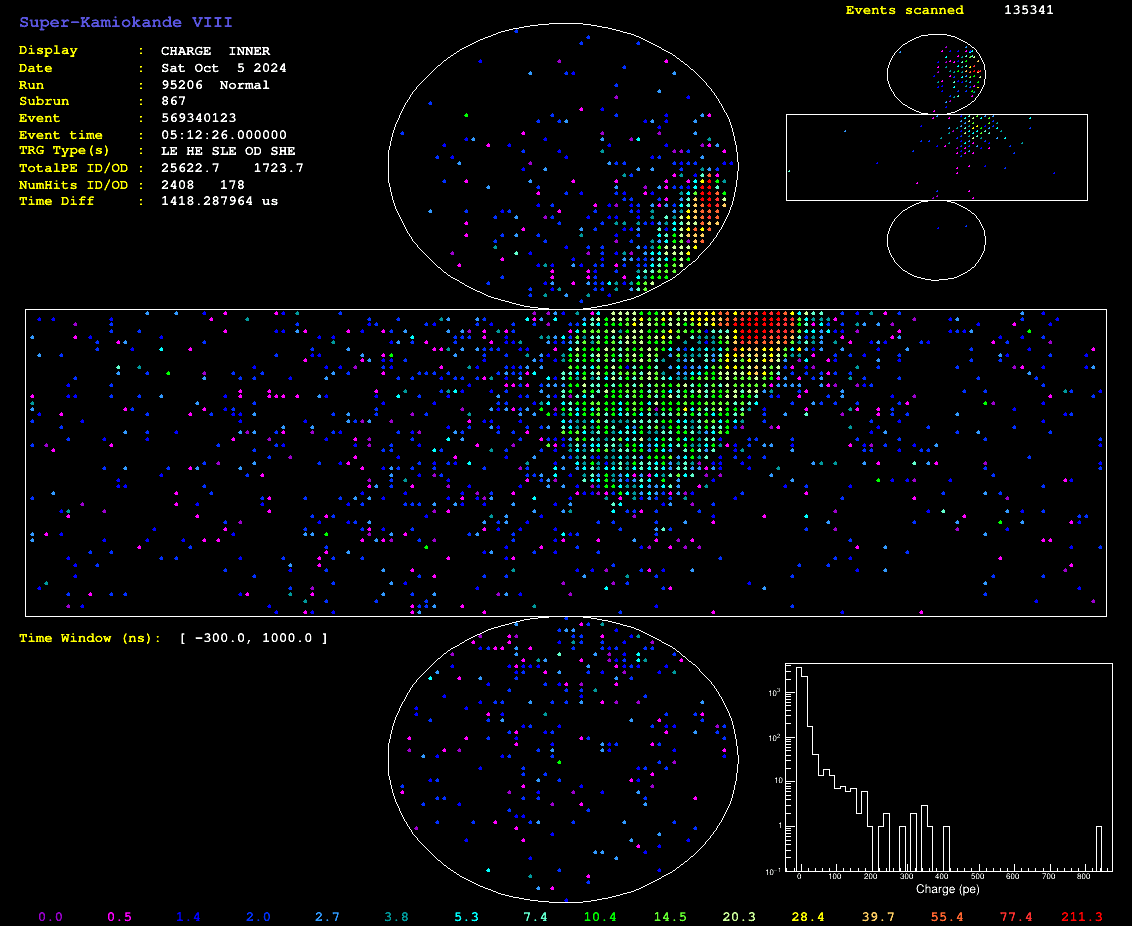 Super-Kamiokande VIII
Events scanned 135341
Display : CHARGE INNER
Date : Sat Oct 5 2024
Run : 95206 Normal
Subrun : 867
Event : 569340123
Event time : 05:12:26.000000
TRG Type(s) : LE HE SLE OD SHE
TotalPE ID/OD : 25622.7 1723.7
NumHits ID/OD : 2408 178
Time Diff : 1418.287964 us
Time Window (ns): [ -300.0, 1000.0 ]
10^3
10^2
10
1
10^-1
0 100 200 300 400 500 600 700 800
Charge (pe)
0.0 0.5 1.4 2.0 2.7 3.8 5.3 7.4 10.4 14.5 20.3 28.4 39.7 55.4 77.4 211.3